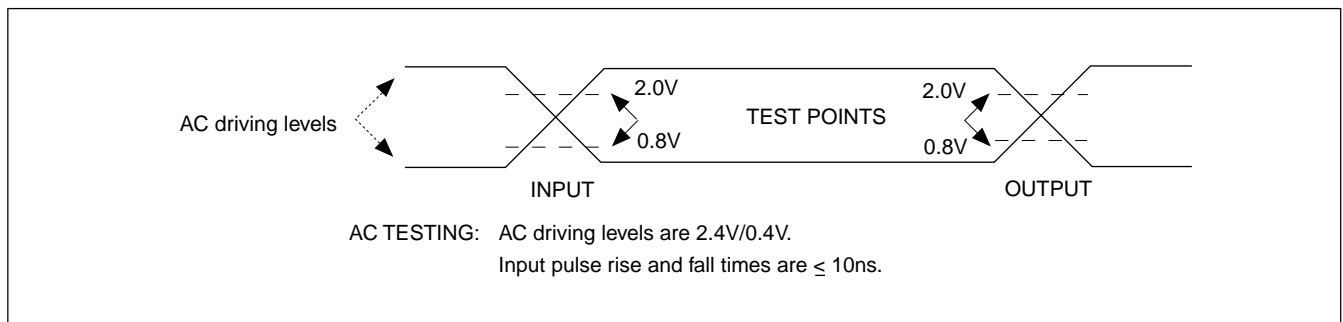 2.0V
2.0V
AC driving levels
TEST POINTS
0.8V
0.8V
INPUT
OUTPUT
AC TESTING: AC driving levels are 2.4V/0.4V.
Input pulse rise and fall times are ≤ 10ns.